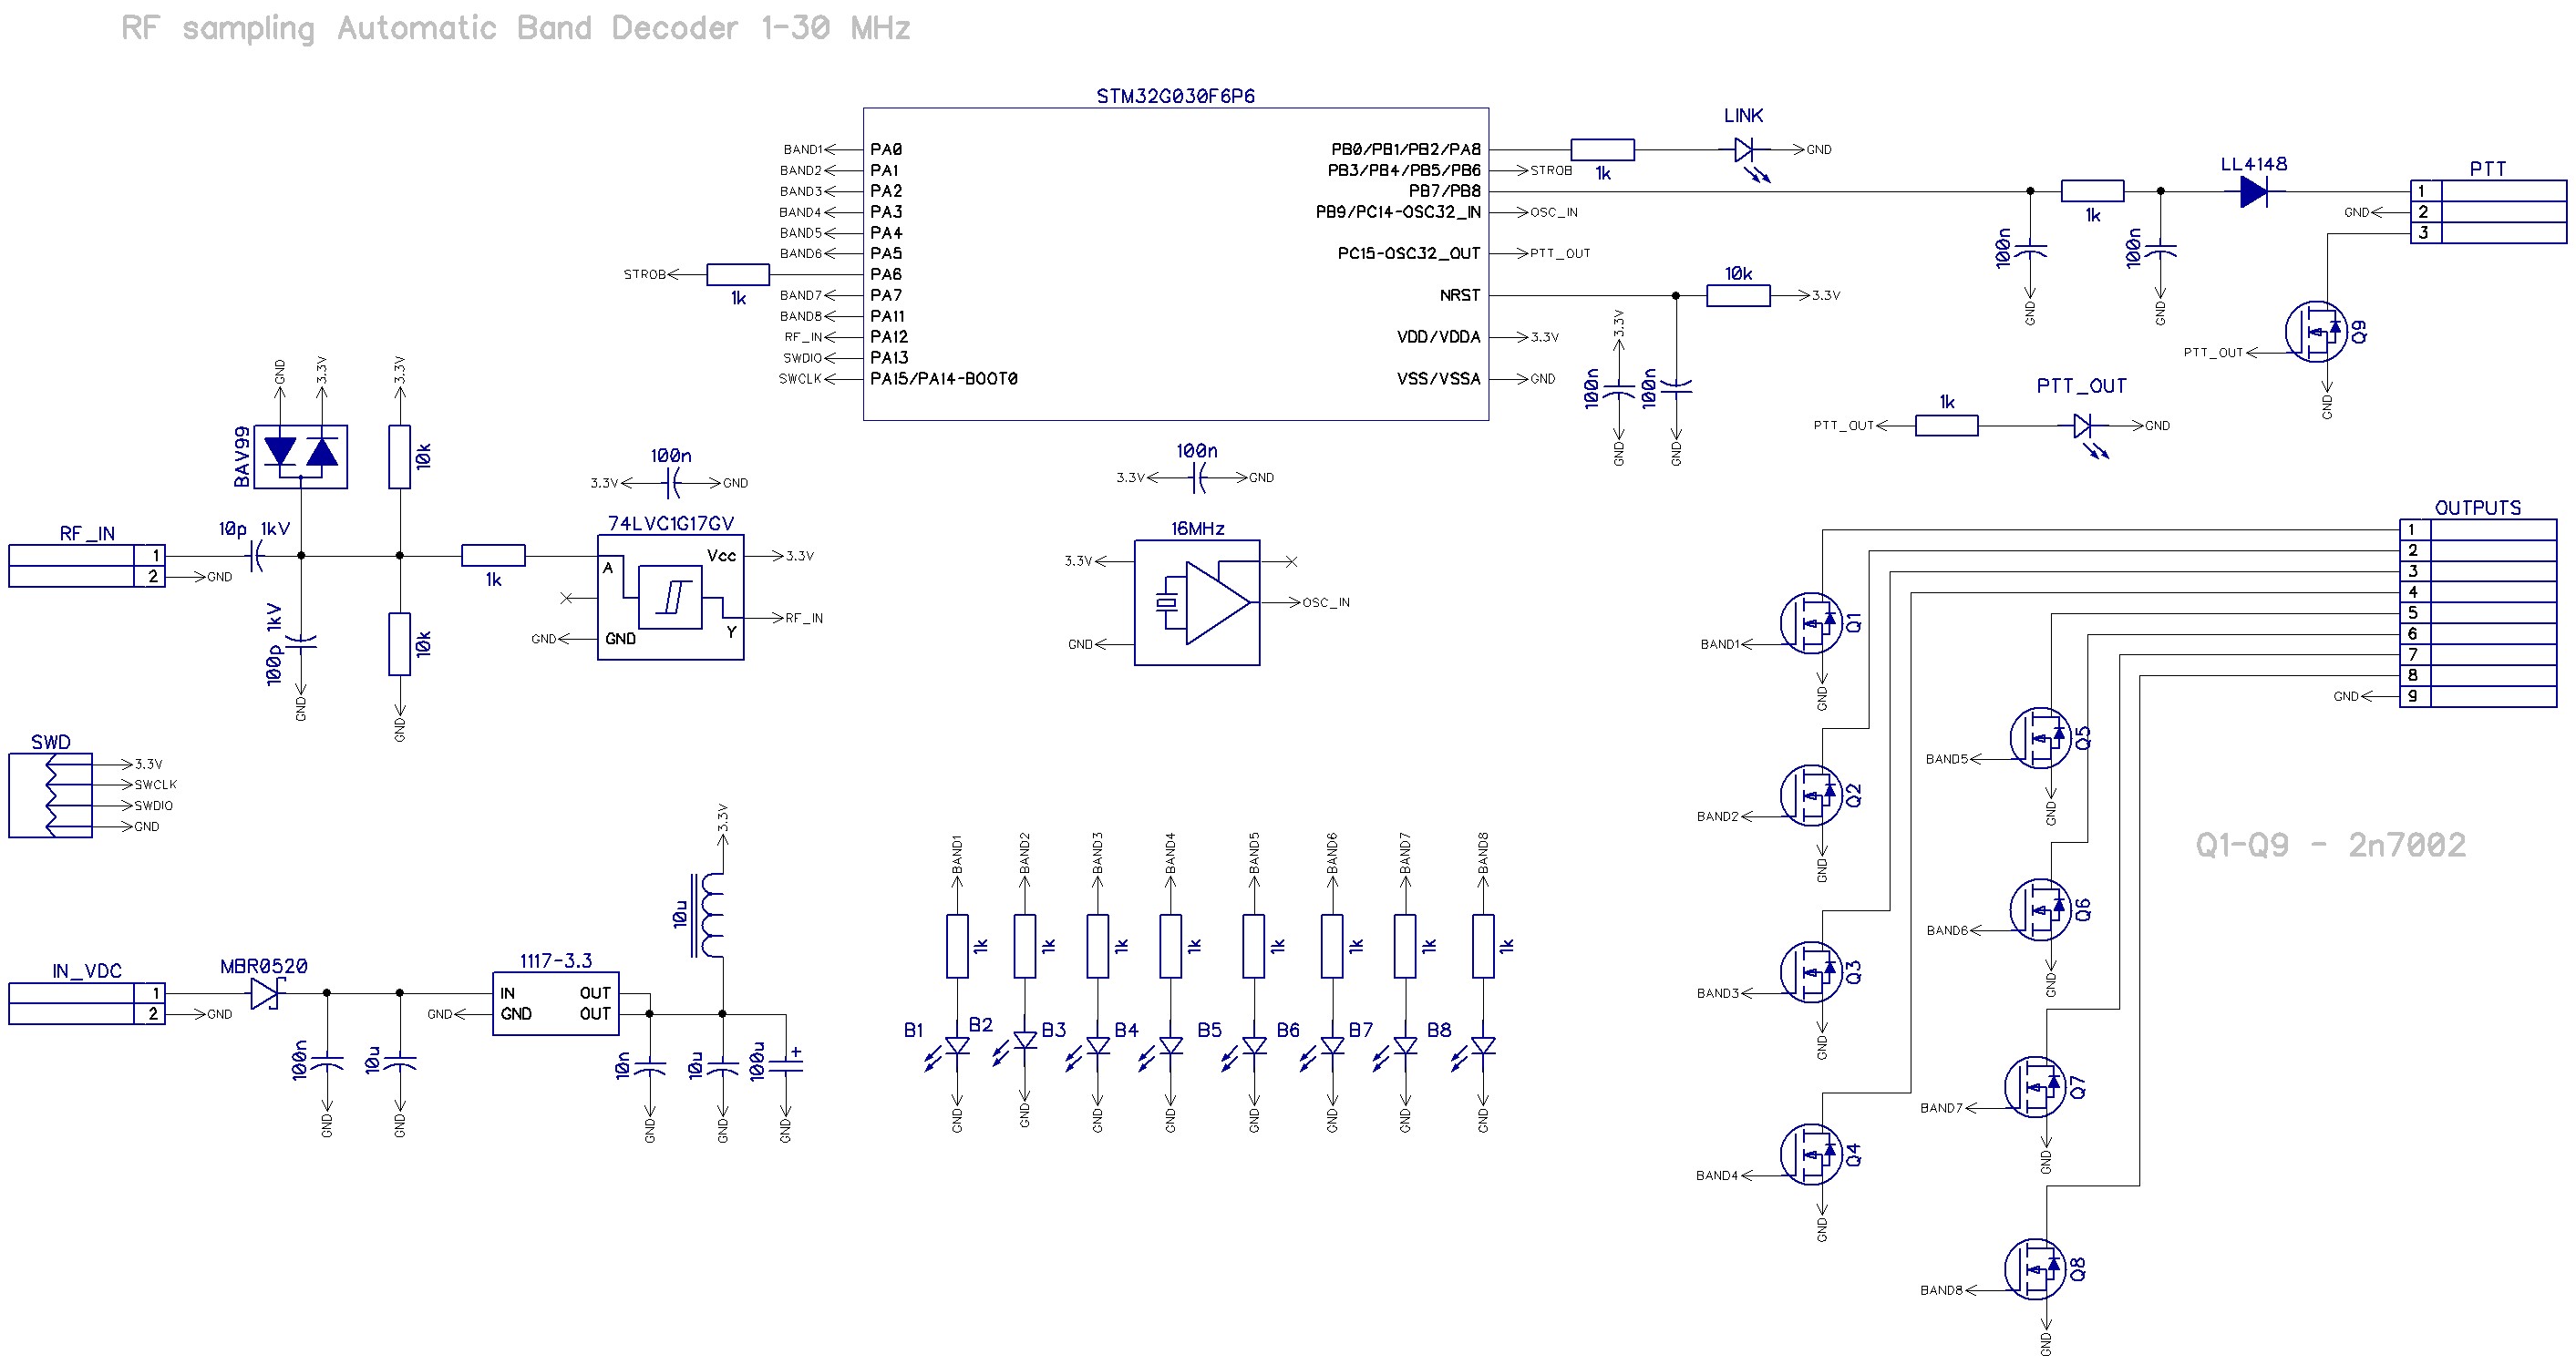 RF sampling Automatic Band Decoder 1-30 MHz
STM32G030F6P6
BAND1
PA0
BAND2
PA1
BAND3
PA2
BAND4
PA3
BAND5
PA4
BAND6
PA5
STROB
1k
PA6
BAND7
PA7
BAND8
PA11
RF_IN
PA12
SWDIO
PA13
SWCLK
PA15/PA14-BOOT0
PB0/PB1/PB2/PA8
1k
LINK
GND
PB3/PB4/PB5/PB6
STROB
PB7/PB8
PB9/PC14-OSC32_IN
OSC_IN
PC15-OSC32_OUT
PTT_OUT
NRST
10k
3.3V
VDD/VDDA
3.3V
VSS/VSSA
GND
3.3V
100n
GND
100n
GND
100n
GND
1k
100n
GND
LL4148
PTT
1
GND
2
3
PTT_OUT
Q9
GND
PTT_OUT
1k
PTT_OUT
GND
GND
3.3V
3.3V
BAV99
10k
RF_IN
1
2
GND
10p 1kV
100p 1kV
GND
10k
GND
1k
100n
3.3V
GND
74LVC1G17GV
A
Vcc
3.3V
GND
GND
Y
RF_IN
100n
3.3V
GND
16MHz
3.3V
OSC_IN
GND
OUTPUTS
1
2
3
4
5
6
7
8
GND
9
BAND1
Q1
GND
BAND2
Q2
GND
BAND3
Q3
GND
BAND4
Q4
GND
BAND5
Q5
GND
BAND6
Q6
GND
BAND7
Q7
GND
BAND8
Q8
GND
Q1-Q9 - 2n7002
SWD
3.3V
SWCLK
SWDIO
GND
IN_VDC
1
2
GND
MBR0520
100n
GND
10u
GND
1117-3.3
IN
OUT
GND
GND
OUT
3.3V
10u
10n
GND
10u
GND
100u
+
GND
BAND1
BAND2
BAND3
BAND4
BAND5
BAND6
BAND7
BAND8
1k
1k
1k
1k
1k
1k
1k
1k
B1
B2
B3
B4
B5
B6
B7
B8
GND
GND
GND
GND
GND
GND
GND
GND